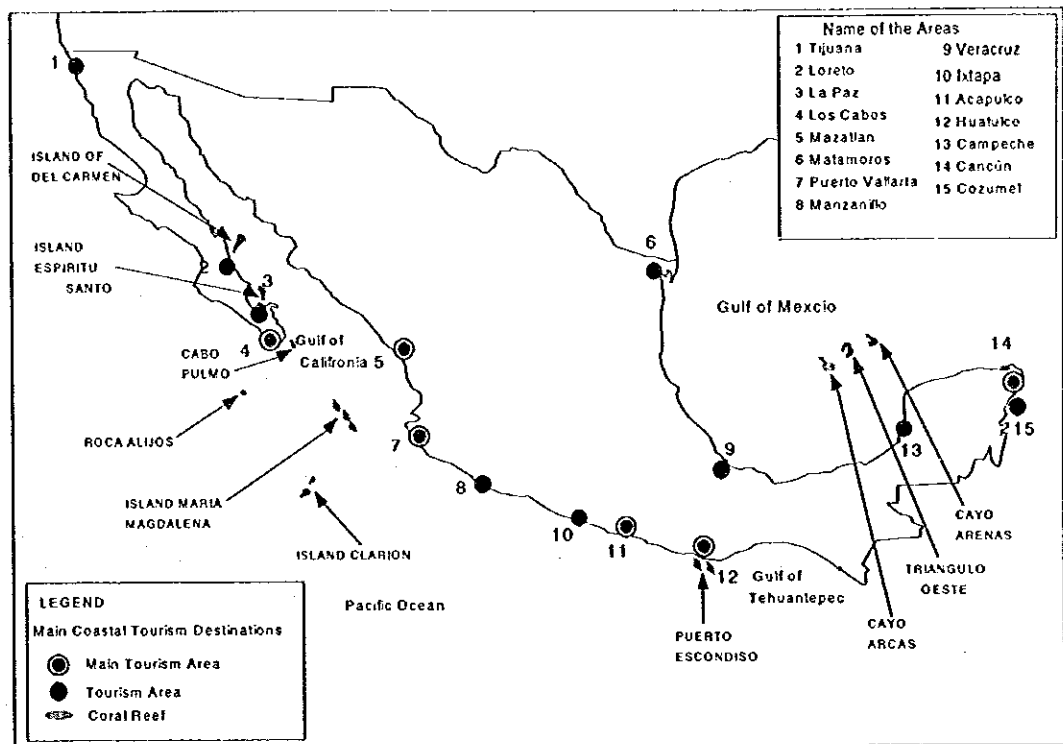 Name of the Areas
1 Tijuana
2 Loreto
3 La Paz
4 Los Cabos
5 Mazatlan
6 Matamoros
7 Puerto Vallarta
8 Manzanillo
9 Veracruz
10 Ixtapa
11 Acapulco
12 Huatulco
13 Campeche
14 Cancún
15 Cozumel
1
ISLAND OF
DEL CARMEN
ISLAND
ESPIRITU
SANTO
2
3
4
Gulf of
Califronia
5
CABO
PULMO
ROCA ALIJOS
ISLAND MARIA
MAGDALENA
ISLAND CLARION
6
Gulf of Mexcio
7
8
9
10
11
12
13
14
15
Gulf of
Tehuantepec
PUERTO
ESCONDISO
CAYO
ARENAS
TRIANGULO
OESTE
CAYO
ARCAS
Pacific Ocean
LEGEND
Main Coastal Tourism Destinations
Main Tourism Area
Tourism Area
Coral Reef